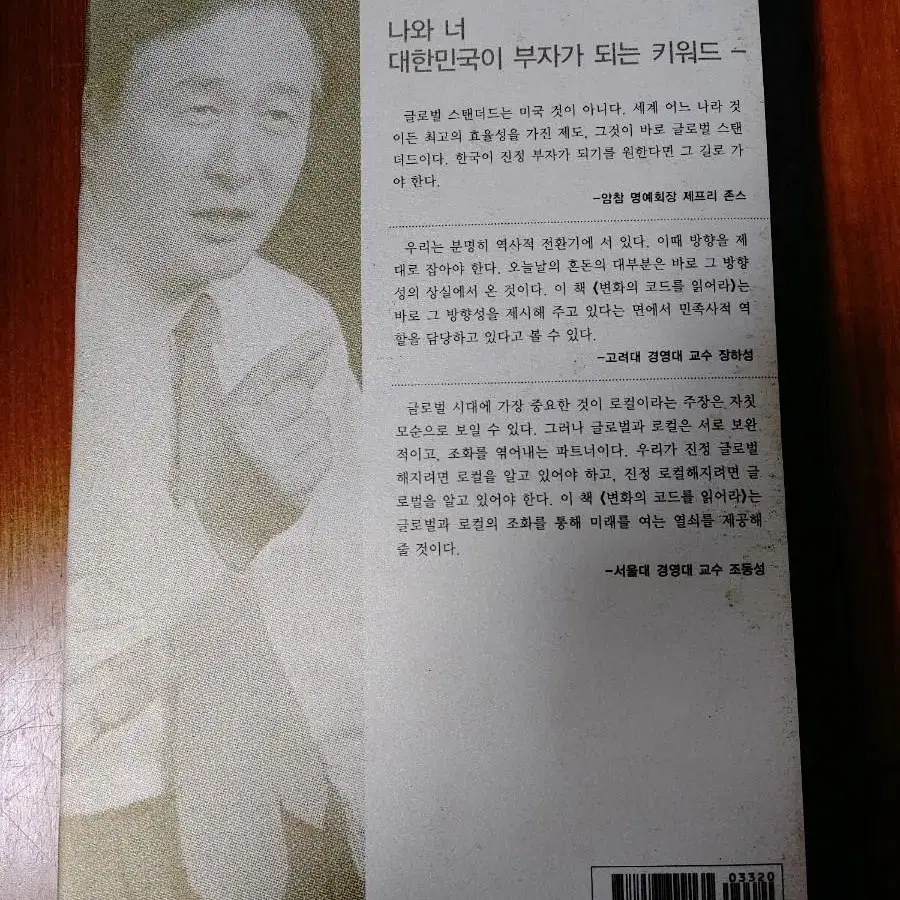 나와 너
대한민국이 부자가 되는 키워드 –
글로벌 스탠더드는 미국 것이 아니다. 세계 어느 나라 것
이든 최고의 효율성을 가진 제도, 그것이 바로 글로벌 스탠
더드이다. 한국이 진정 부자가 되기를 원한다면 그 길로 가
야 한다.
–암참 명예회장 제프리 존스
우리는 분명히 역사적 전환기에 서 있다. 이때 방향을 제
대로 잡아야 한다. 오늘날의 혼돈의 대부분은 바로 그 방향
성의 상실에서 온 것이다. 이 책 《변화의 코드를 읽어라》는
바로 그 방향성을 제시해 주고 있다는 면에서 민족사적 역
할을 담당하고 있다고 볼 수 있다.
–고려대 경영대 교수 장하성
글로벌 시대에 가장 중요한 것이 로컬이라는 주장은 자칫
모순으로 보일 수 있다. 그러나 글로벌과 로컬은 서로 보완
적이고, 조화를 엮어내는 파트너이다. 우리가 진정 글로벌
해지려면 로컬을 알고 있어야 하고, 진정 로컬해지려면 글
로벌을 알고 있어야 한다. 이 책 《변화의 코드를 읽어라》는
글로벌과 로컬의 조화를 통해 미래를 여는 열쇠를 제공해
줄 것이다.
–서울대 경영대 교수 조동성
03320